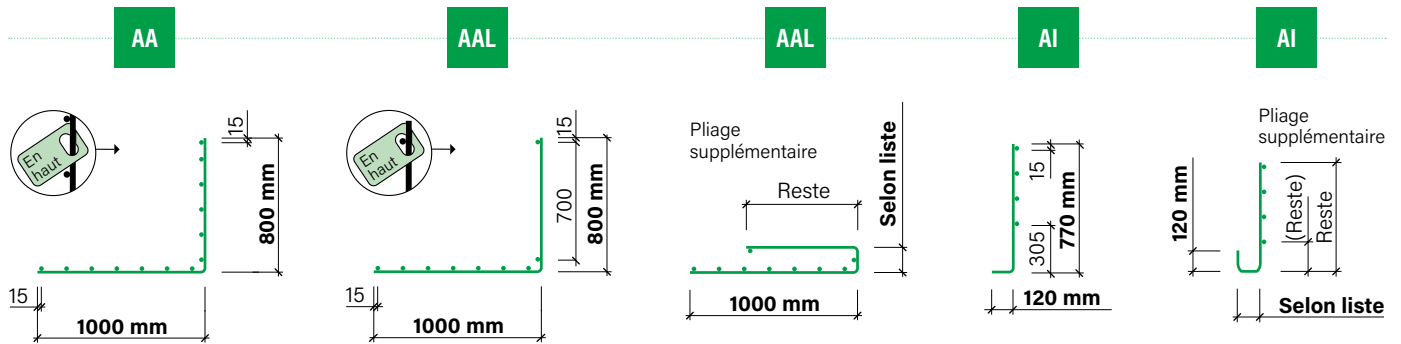 AA
AAL
AAL
AI
AI
En
haut
15
800 mm
15
1000 mm
En
haut
15
700
800 mm
15
1000 mm
Pliage
supplémentaire
Reste
Selon liste
1000 mm
15
305
770 mm
120 mm
Pliage
supplémentaire
120 mm
(Reste)
Reste
Selon liste